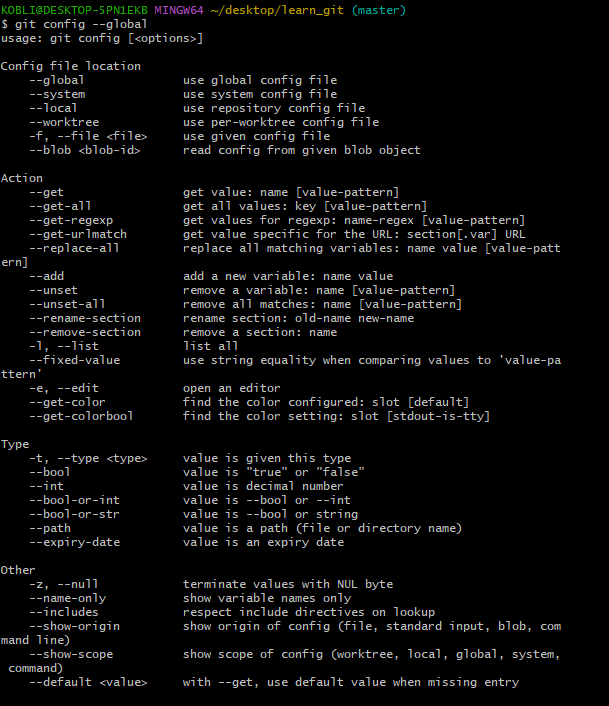 KOBLI@DESKTOP-5PN1EKB MINGW64 ~/desktop/learn_git (master)
$ git config --global
usage: git config [<options>]

Config file location
    --global              use global config file
    --system              use system config file
    --local               use repository config file
    --worktree            use per-worktree config file
    -f, --file <file>     use given config file
    --blob <blob-id>      read config from given blob object

Action
    --get                 get value: name [value-pattern]
    --get-all             get all values: key [value-pattern]
    --get-regexp          get values for regexp: name-regex [value-pattern]
    --get-urlmatch        get value specific for the URL: section[.var] URL
    --replace-all         replace all matching variables: name value [value-patt
ern]
    --add                 add a new variable: name value
    --unset               remove a variable: name [value-pattern]
    --unset-all           remove all matches: name [value-pattern]
    --rename-section      rename section: old-name new-name
    --remove-section      remove a section: name
    -l, --list            list all
    --fixed-value         use string equality when comparing values to 'value-pa
ttern'
    -e, --edit            open an editor
    --get-color           find the color configured: slot [default]
    --get-colorbool       find the color setting: slot [stdout-is-tty]

Type
    -t, --type <type>     value is given this type
    --bool                value is "true" or "false"
    --int                 value is decimal number
    --bool-or-int         value is --bool or --int
    --bool-or-str         value is --bool or string
    --path                value is a path (file or directory name)
    --expiry-date         value is an expiry date

Other
    -z, --null            terminate values with NUL byte
    --name-only           show variable names only
    --includes            respect include directives on lookup
    --show-origin         show origin of config (file, standard input, blob, com
mand line)
    --show-scope          show scope of config (worktree, local, global, system,
 command)
    --default <value>     with --get, use default value when missing entry